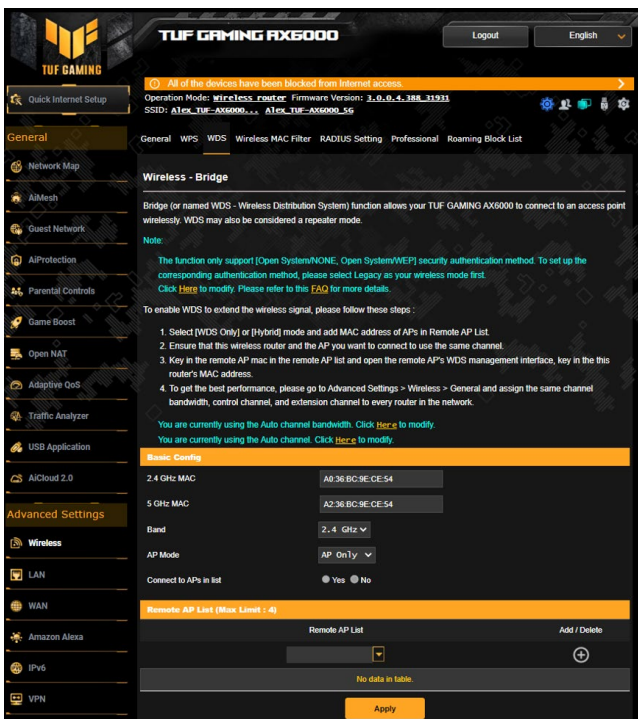 TUF GAMING
TUF GAMING AX6000
Logout
English
All of the devices have been blocked from Internet access.
Quick Internet Setup
Operation Mode: Wireless router Firmware Version: 3.0.0.4.388_31931
SSID: Alex_TUF-AX6000... Alex_TUF-AX6000_5G
General
General WPS WDS Wireless MAC Filter RADIUS Setting Professional Roaming Block List
Network Map
AiMesh
Guest Network
AiProtection
Parental Controls
Game Boost
Open NAT
Adaptive QoS
Traffic Analyzer
USB Application
AiCloud 2.0
Advanced Settings
Wireless
LAN
WAN
Amazon Alexa
IPv6
VPN
Wireless - Bridge
Bridge (or named WDS - Wireless Distribution System) function allows your TUF GAMING AX6000 to connect to an access point
wirelessly. WDS may also be considered a repeater mode.
Note:
The function only support [Open System/NONE, Open System/WEP] security authentication method. To set up the
corresponding authentication method, please select Legacy as your wireless mode first.
Click Here to modify. Please refer to this FAQ for more details.
To enable WDS to extend the wireless signal, please follow these steps :
1. Select [WDS Only] or [Hybrid] mode and add MAC address of APs in Remote AP List.
2. Ensure that this wireless router and the AP you want to connect to use the same channel.
3. Key in the remote AP mac in the remote AP list and open the remote AP's WDS management interface, key in the this
router's MAC address.
4. To get the best performance, please go to Advanced Settings > Wireless > General and assign the same channel
bandwidth, control channel, and extension channel to every router in the network.
You are currently using the Auto channel bandwidth. Click Here to modify.
You are currently using the Auto channel. Click Here to modify.
Basic Config
2.4 GHz MAC A0:36:BC:9E:CE:54
5 GHz MAC A2:36:BC:9E:CE:54
Band 2.4 GHz
AP Mode AP Only
Connect to APs in list Yes No
Remote AP List (Max Limit : 4)
Remote AP List Add / Delete
No data in table.
Apply